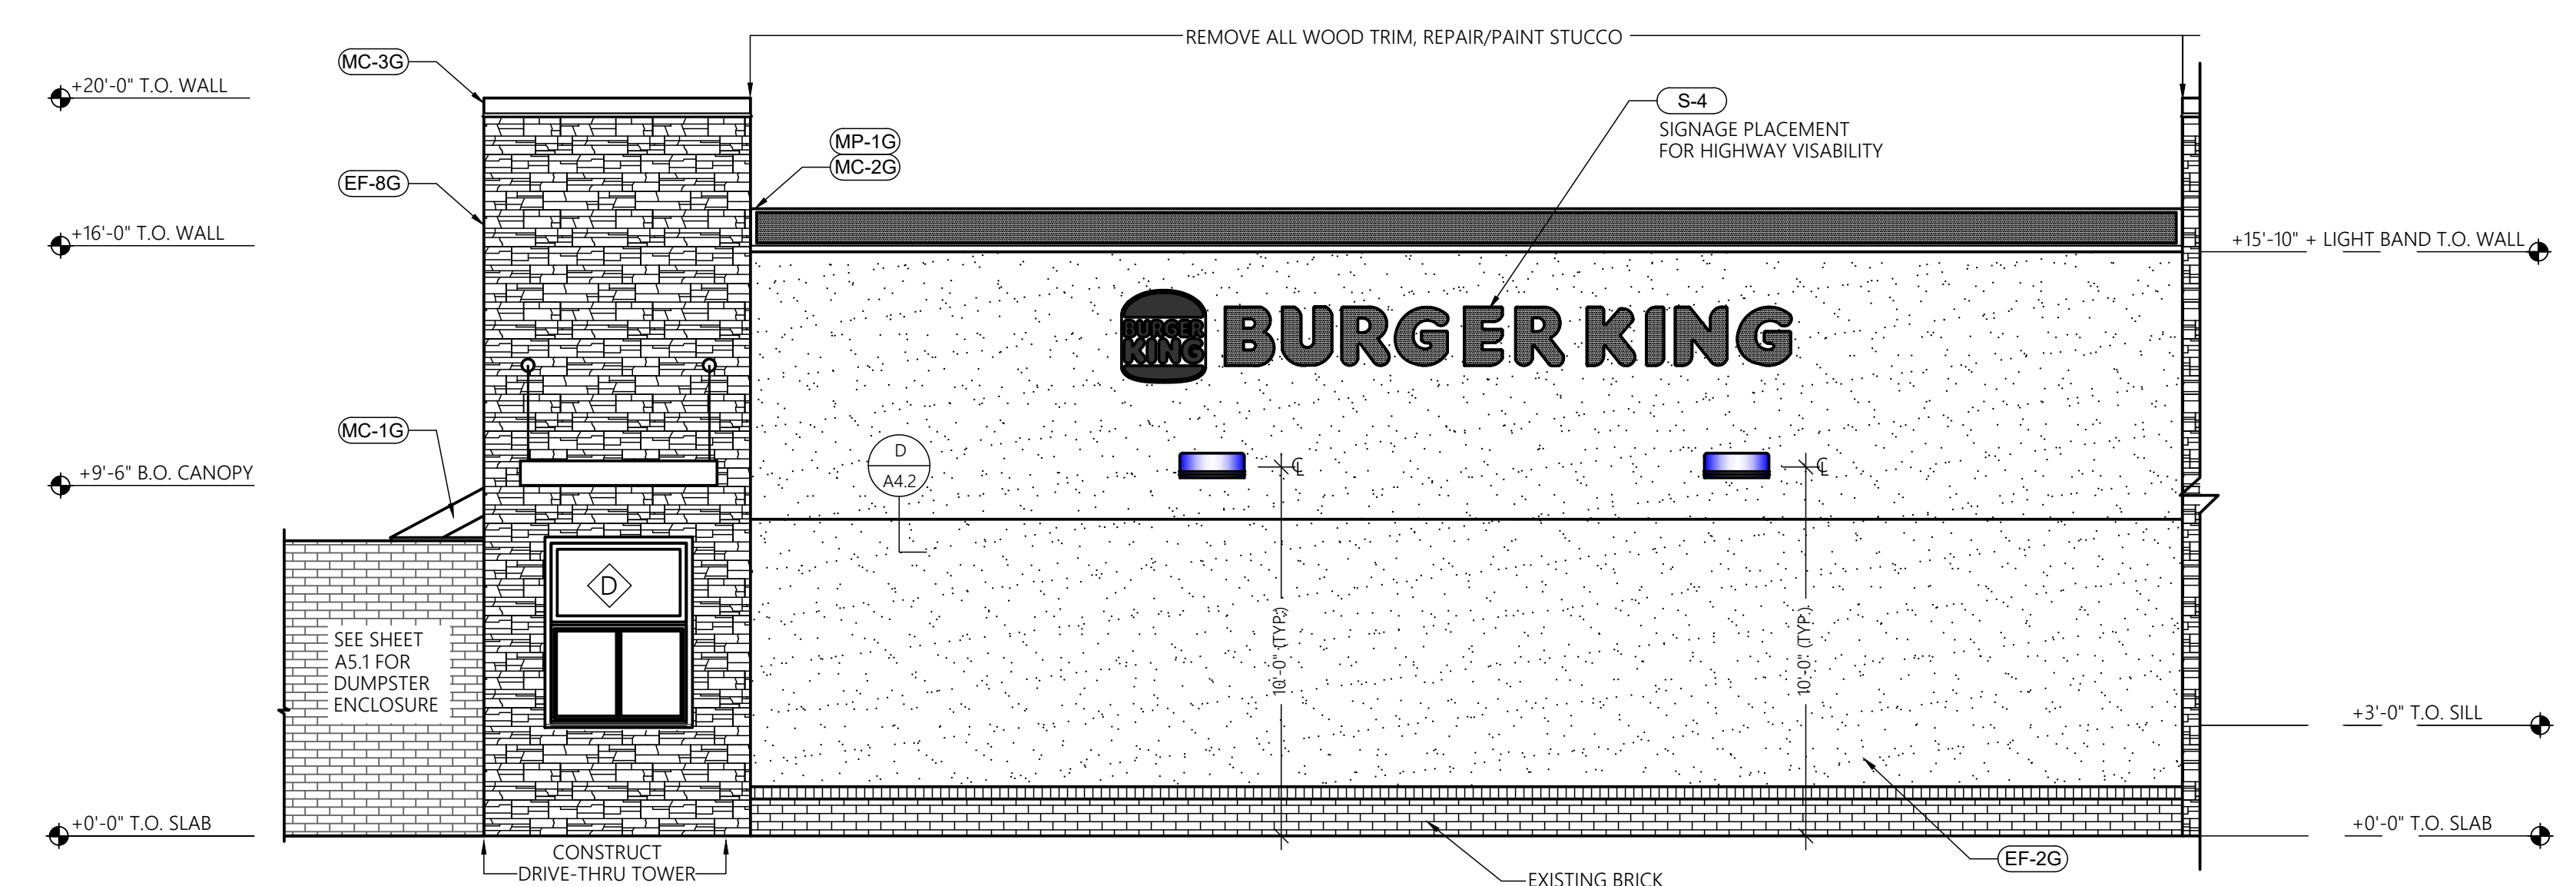 REMOVE ALL WOOD TRIM, REPAIR/PAINT STUCCO
MC-3G
+20'-0" T.O. WALL
S-4
SIGNAGE PLACEMENT
FOR HIGHWAY VISABILITY
MP-1G
MC-2G
EF-8G
+16'-0" T.O. WALL
+15'-10" + LIGHT BAND T.O. WALL
BURGER
KING
BURGER KING
MC-1G
D
A4.2
℄
℄
+9'-6" B.O. CANOPY
D
SEE SHEET
A5.1 FOR
DUMPSTER
ENCLOSURE
10'-0" (TYP.)
10'-0" (TYP.)
+3'-0" T.O. SILL
+0'-0" T.O. SLAB
+0'-0" T.O. SLAB
CONSTRUCT
DRIVE-THRU TOWER
EF-2G
EXISTING BRICK